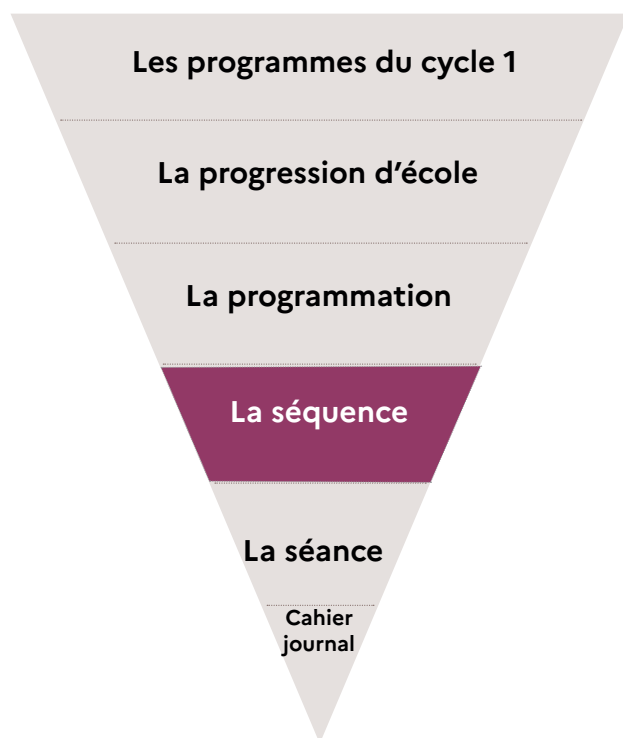 Les programmes du cycle 1
La progression d’école
La programmation
La séquence
La séance
Cahier
journal